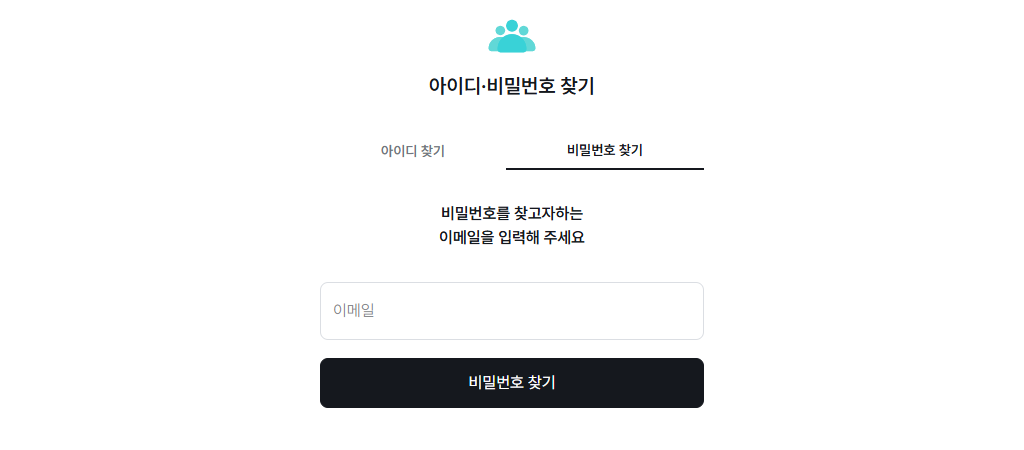 아이디·비밀번호 찾기
아이디 찾기
비밀번호 찾기
비밀번호를 찾고자하는
이메일을 입력해 주세요
이메일
비밀번호 찾기